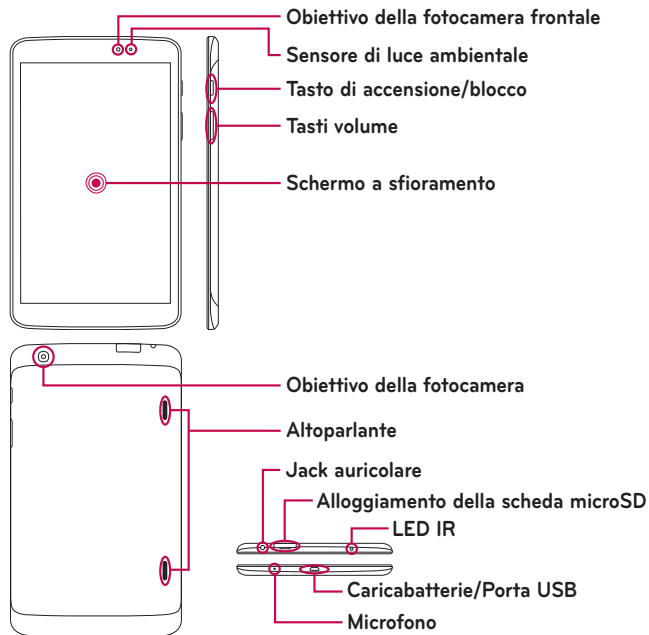 Obiettivo della fotocamera frontale
Sensore di luce ambientale
Tasto di accensione/blocco
Tasti volume
Schermo a sfioramento
Obiettivo della fotocamera
Altoparlante
Jack auricolare
Alloggiamento della scheda microSD
LED IR
Caricabatterie/Porta USB
Microfono